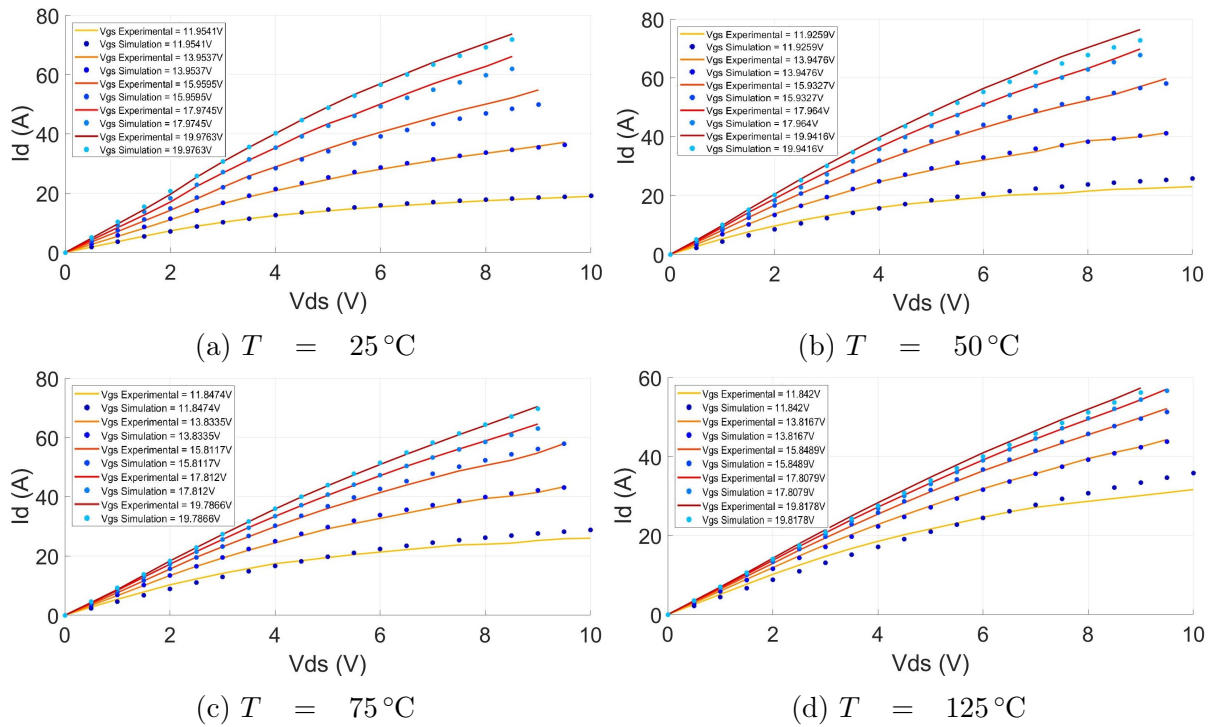 80
60
40
20
0
Id (A)
Vgs Experimental = 11.9541V
Vgs Simulation = 11.9541V
Vgs Experimental = 13.9537V
Vgs Simulation = 13.9537V
Vgs Experimental = 15.9595V
Vgs Simulation = 15.9595V
Vgs Experimental = 17.9745V
Vgs Simulation = 17.9745V
Vgs Experimental = 19.9763V
Vgs Simulation = 19.9763V
0 2 4 6 8 10
Vds (V)
(a) T = 25 °C
80
60
40
20
0
Id (A)
Vgs Experimental = 11.9259V
Vgs Simulation = 11.9259V
Vgs Experimental = 13.9476V
Vgs Simulation = 13.9476V
Vgs Experimental = 15.9327V
Vgs Simulation = 15.9327V
Vgs Experimental = 17.964V
Vgs Simulation = 17.964V
Vgs Experimental = 19.9416V
Vgs Simulation = 19.9416V
0 2 4 6 8 10
Vds (V)
(b) T = 50 °C
80
60
40
20
0
Id (A)
Vgs Experimental = 11.8474V
Vgs Simulation = 11.8474V
Vgs Experimental = 13.8335V
Vgs Simulation = 13.8335V
Vgs Experimental = 15.8117V
Vgs Simulation = 15.8117V
Vgs Experimental = 17.812V
Vgs Simulation = 17.812V
Vgs Experimental = 19.7866V
Vgs Simulation = 19.7866V
0 2 4 6 8 10
Vds (V)
(c) T = 75 °C
60
40
20
0
Id (A)
Vgs Experimental = 11.842V
Vgs Simulation = 11.842V
Vgs Experimental = 13.8167V
Vgs Simulation = 13.8167V
Vgs Experimental = 15.8489V
Vgs Simulation = 15.8489V
Vgs Experimental = 17.8079V
Vgs Simulation = 17.8079V
Vgs Experimental = 19.8178V
Vgs Simulation = 19.8178V
0 2 4 6 8 10
Vds (V)
(d) T = 125 °C